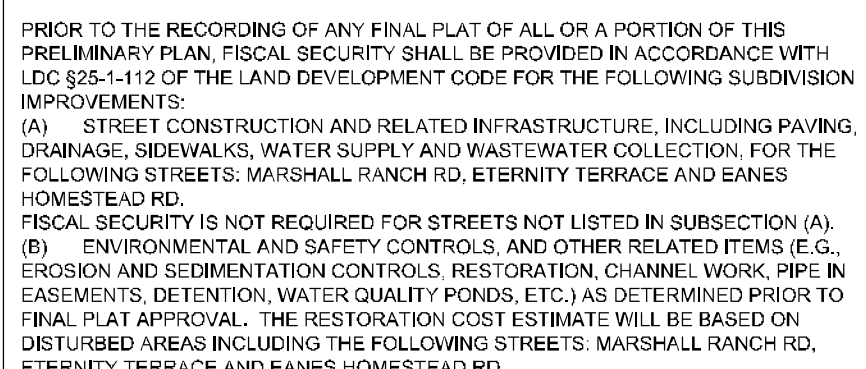 PRIOR TO THE RECORDING OF ANY FINAL PLAT OF ALL OR A PORTION OF THIS
PRELIMINARY PLAN, FISCAL SECURITY SHALL BE PROVIDED IN ACCORDANCE WITH
LDC §25-1-112 OF THE LAND DEVELOPMENT CODE FOR THE FOLLOWING SUBDIVISION
IMPROVEMENTS:
(A) STREET CONSTRUCTION AND RELATED INFRASTRUCTURE, INCLUDING PAVING,
DRAINAGE, SIDEWALKS, WATER SUPPLY AND WASTEWATER COLLECTION, FOR THE
FOLLOWING STREETS: MARSHALL RANCH RD, ETERNITY TERRACE AND EANES
HOMESTEAD RD.
FISCAL SECURITY IS NOT REQUIRED FOR STREETS NOT LISTED IN SUBSECTION (A).
(B) ENVIRONMENTAL AND SAFETY CONTROLS, AND OTHER RELATED ITEMS (E.G.,
EROSION AND SEDIMENTATION CONTROLS, RESTORATION, CHANNEL WORK, PIPE IN
EASEMENTS, DETENTION, WATER QUALITY PONDS, ETC.) AS DETERMINED PRIOR TO
FINAL PLAT APPROVAL. THE RESTORATION COST ESTIMATE WILL BE BASED ON
DISTURBED AREAS INCLUDING THE FOLLOWING STREETS: MARSHALL RANCH RD,
ETERNITY TERRACE AND EANES HOMESTEAD RD